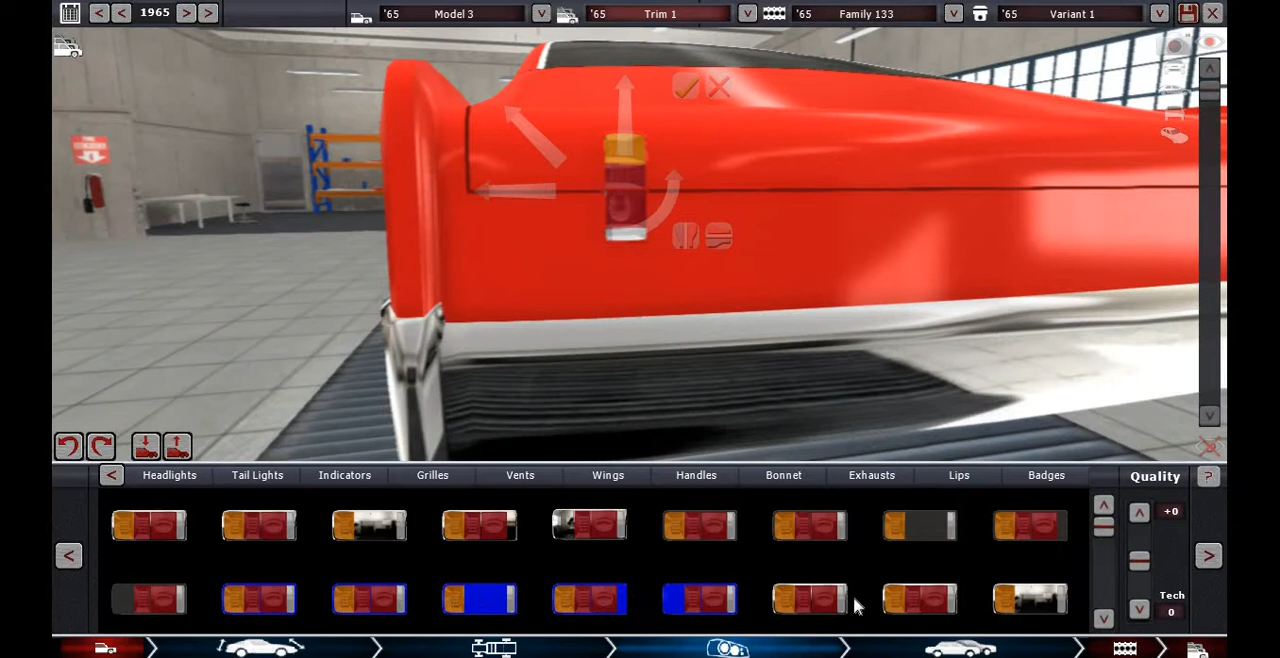 1965 '65 Model 3 '65 Trim 1 '65 Family 133 '65 Variant 1
Headlights Tail Lights Indicators Grilles Vents Wings Handles Bonnet Exhausts Lips Badges Quality ?
+0
Tech
0